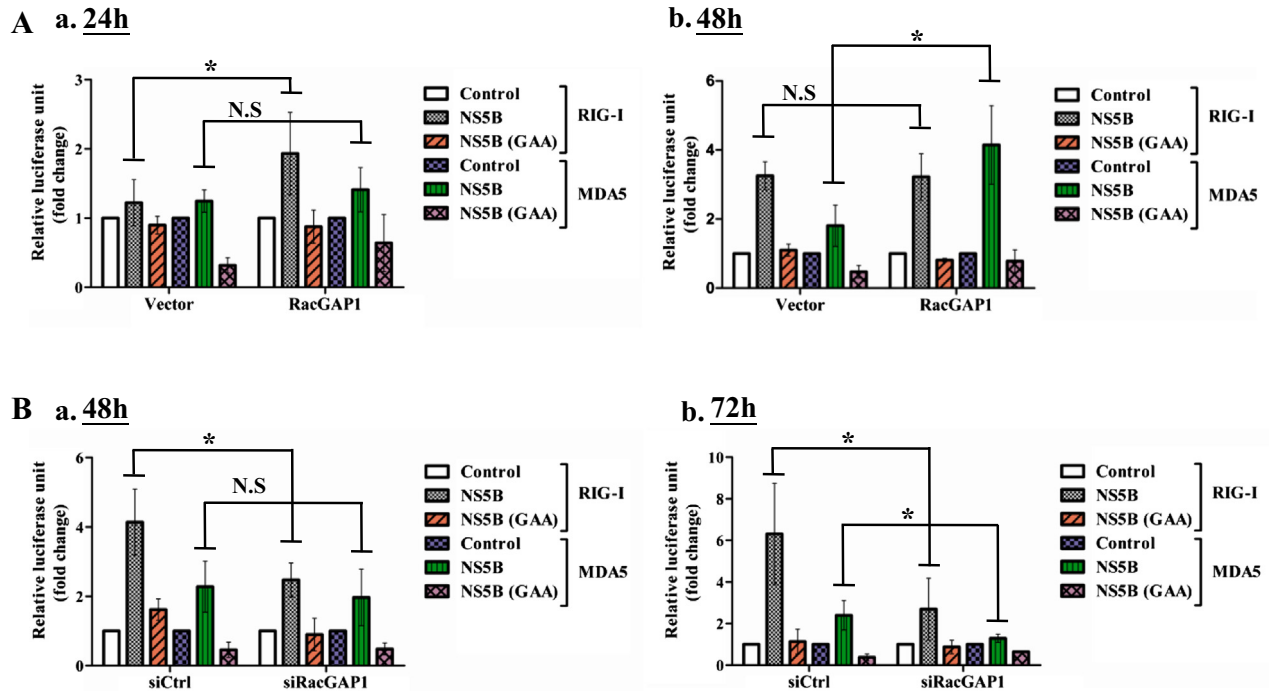 A a. 24h
*
N.S
Relative luciferase unit
(fold change)
3
2
1
0
Vector
RacGAP1
Control
NS5B
NS5B (GAA)
RIG-I
Control
NS5B
NS5B (GAA)
MDA5
b. 48h
*
N.S
Relative luciferase unit
(fold change)
6
4
2
0
Vector
RacGAP1
Control
NS5B
NS5B (GAA)
RIG-I
Control
NS5B
NS5B (GAA)
MDA5
B a. 48h
*
N.S
Relative luciferase unit
(fold change)
6
4
2
0
siCtrl
siRacGAP1
Control
NS5B
NS5B (GAA)
RIG-I
Control
NS5B
NS5B (GAA)
MDA5
b. 72h
*
*
Relative luciferase unit
(fold change)
10
8
6
4
2
0
siCtrl
siRacGAP1
Control
NS5B
NS5B (GAA)
RIG-I
Control
NS5B
NS5B (GAA)
MDA5